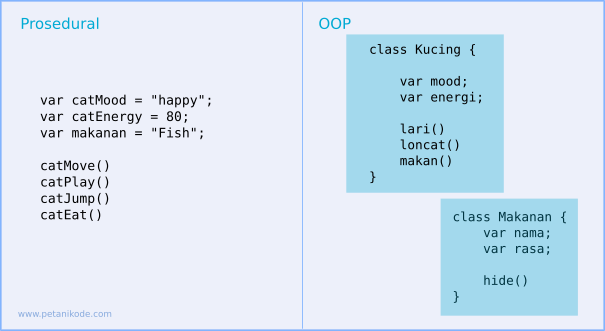 Prosedural
var catMood = "happy";
var catEnergy = 80;
var makanan = "Fish";
catMove()
catPlay()
catJump()
catEat()
www.petanikode.com
OOP
class Kucing {
var mood;
var energi;
lari()
loncat()
makan()
}
class Makanan {
var nama;
var rasa;
hide()
}